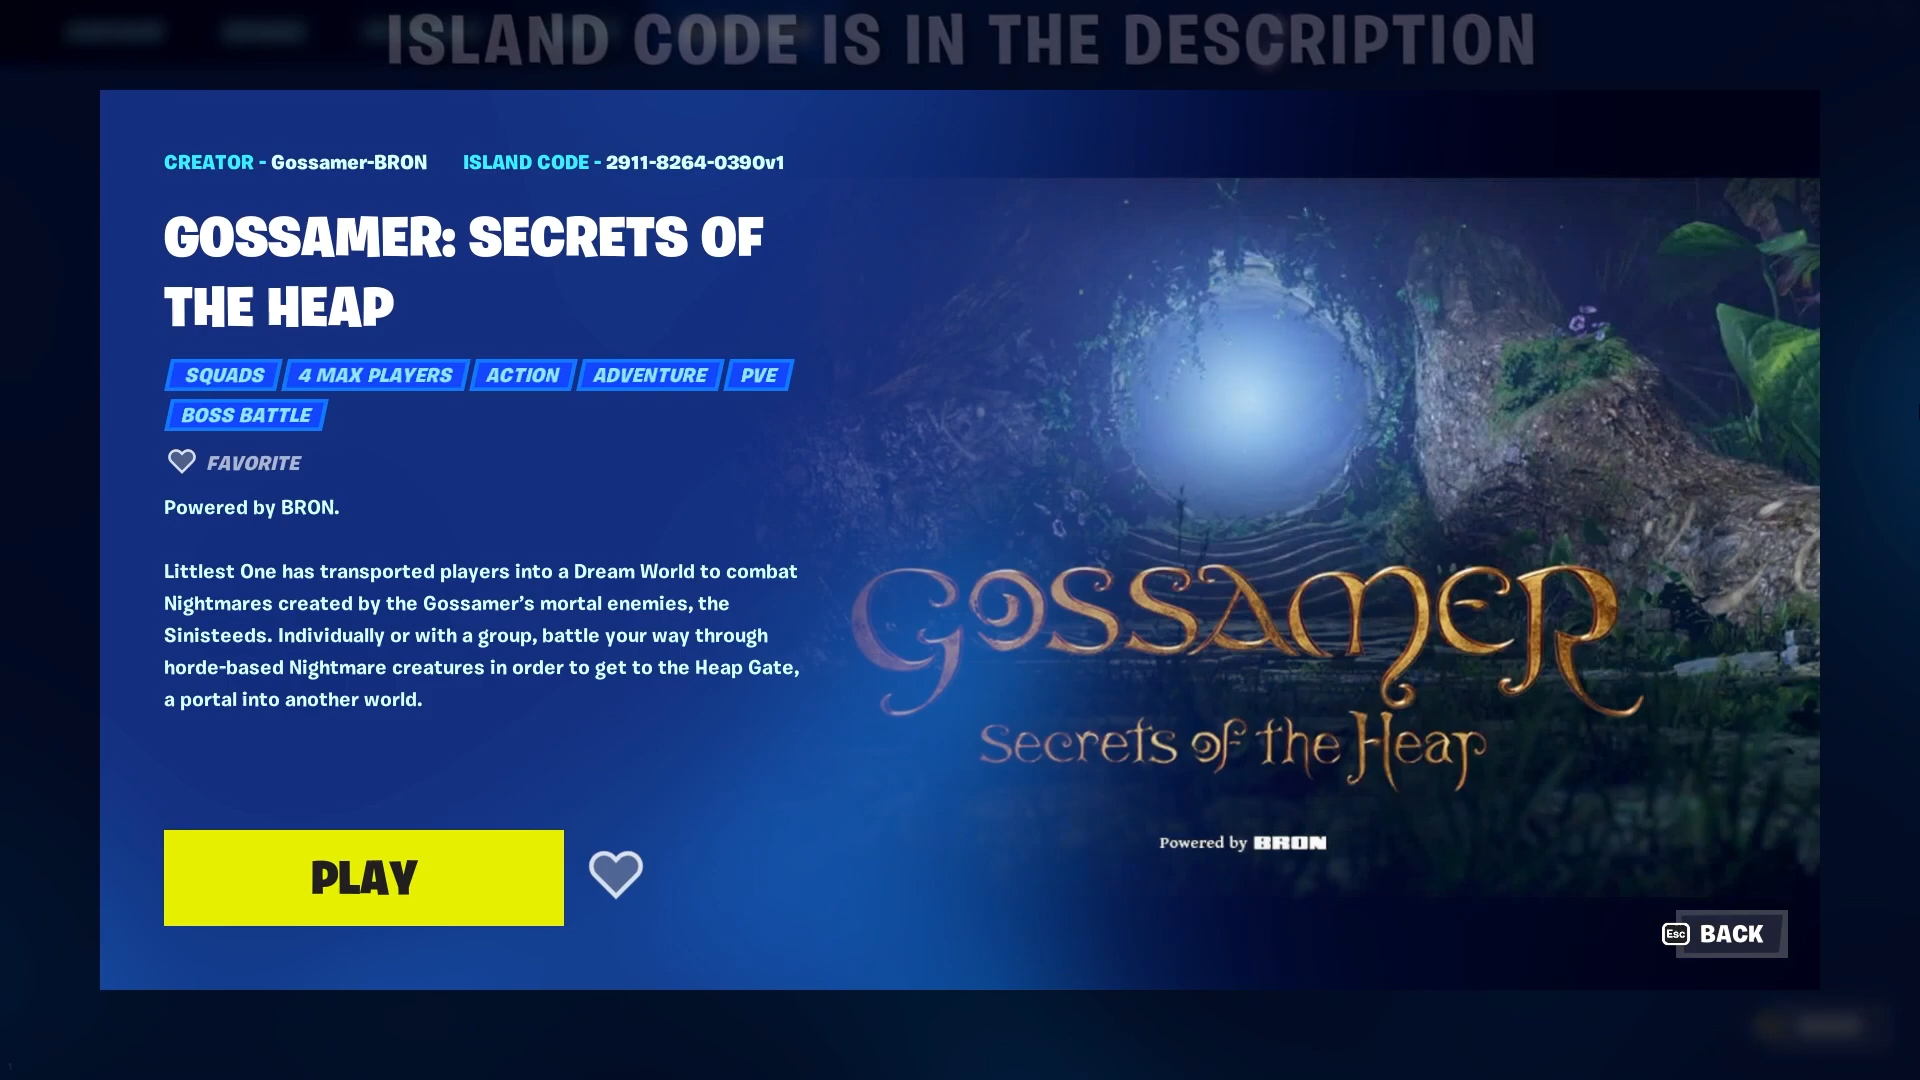 ISLAND CODE IS IN THE DESCRIPTION
CREATOR - Gossamer-BRON ISLAND CODE - 2911-8264-0390v1
GOSSAMER: SECRETS OF
THE HEAP
SQUADS 4 MAX PLAYERS ACTION ADVENTURE PVE
BOSS BATTLE
FAVORITE
Powered by BRON.
Littlest One has transported players into a Dream World to combat
Nightmares created by the Gossamer's mortal enemies, the
Sinisteeds. Individually or with a group, battle your way through
horde-based Nightmare creatures in order to get to the Heap Gate,
a portal into another world.
PLAY
GOSSAMER
Secrets of the Heap
Powered by BRON
Esc BACK